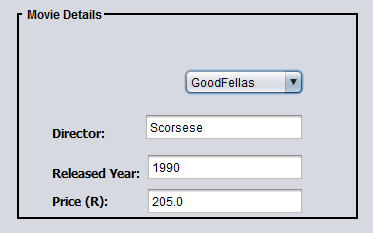 Movie Details
GoodFellas
Director: Scorsese
Released Year: 1990
Price (R): 205.0